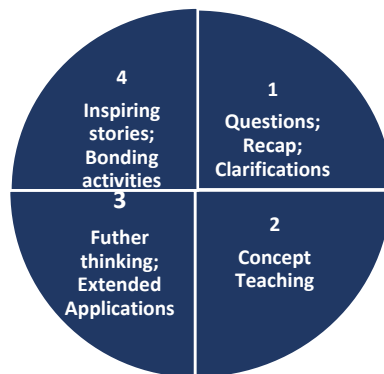 1
Questions;
Recap;
Clarifications
2
Concept
Teaching
3
Futher
thinking;
Extended
Applications
4
Inspiring
stories;
Bonding
activities